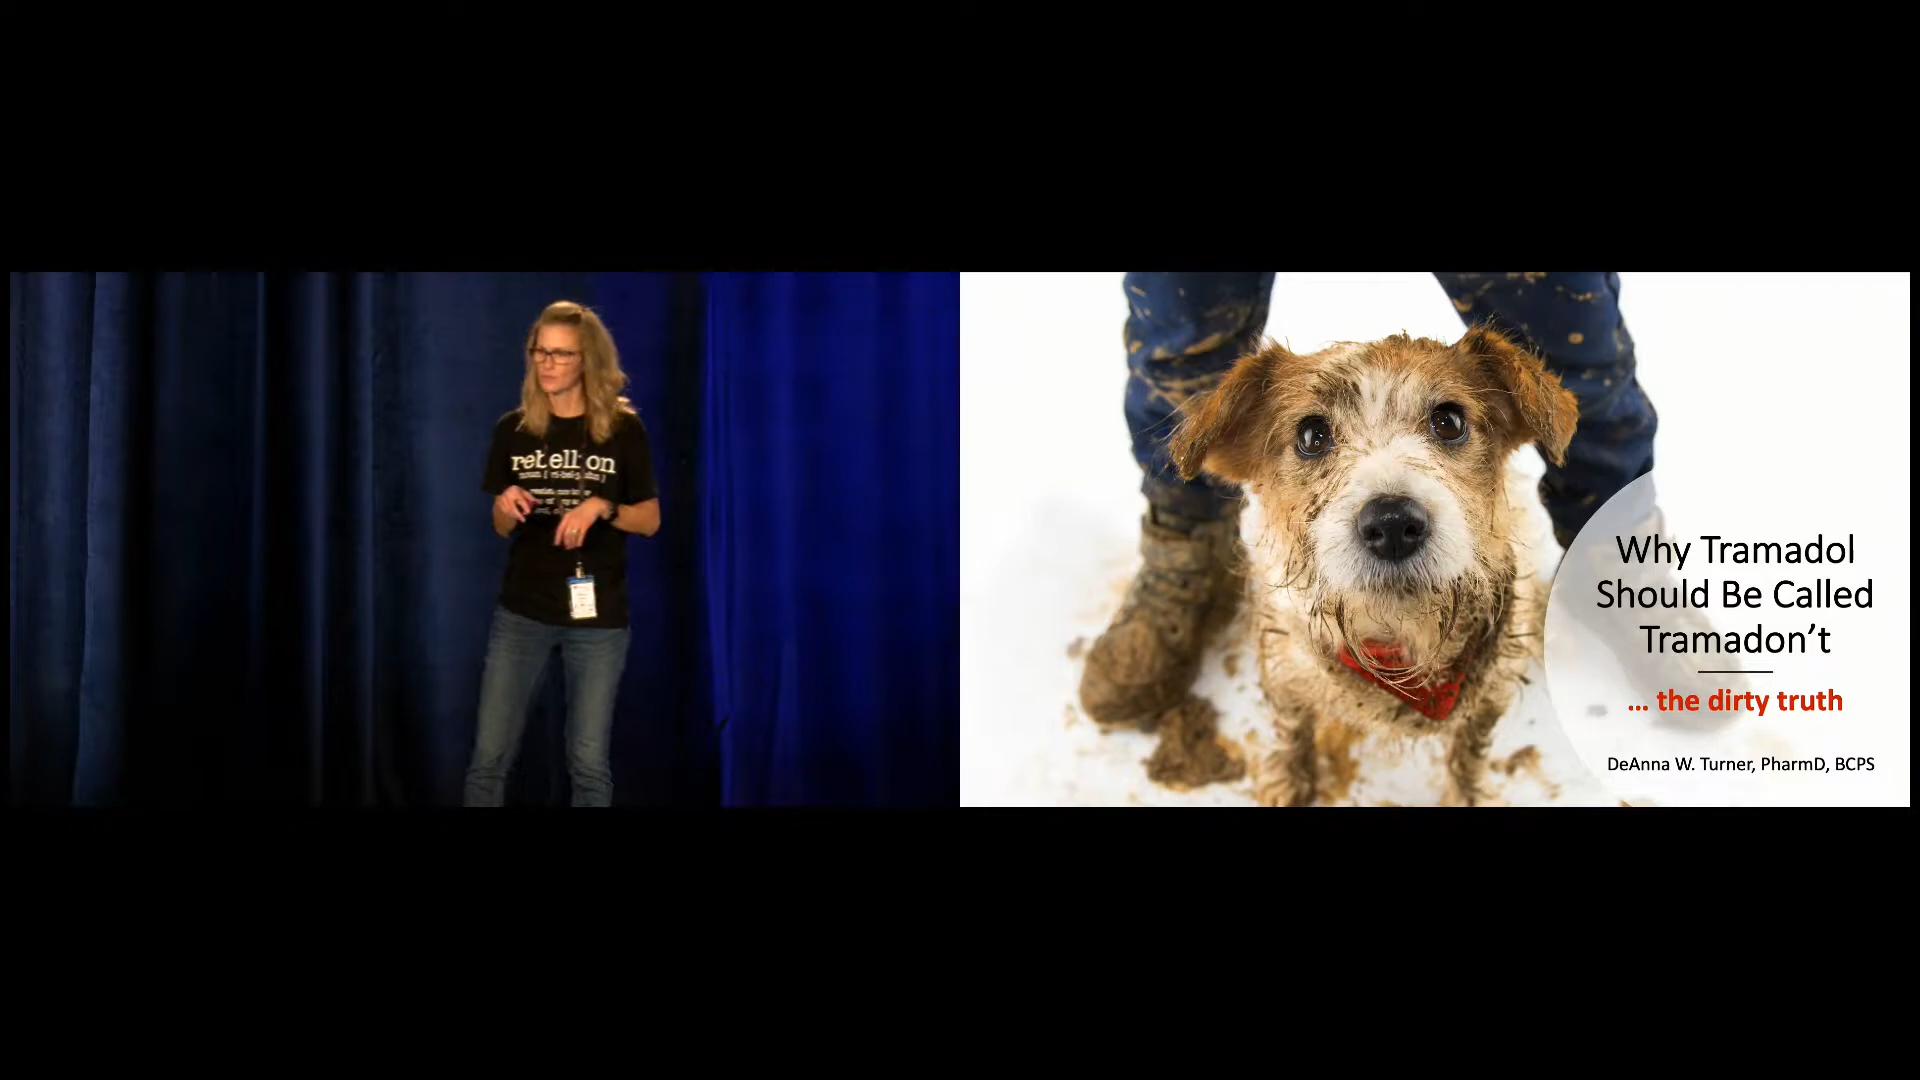 rebellion
Why Tramadol
Should Be Called
Tramadon't
... the dirty truth
DeAnna W. Turner, PharmD, BCPS